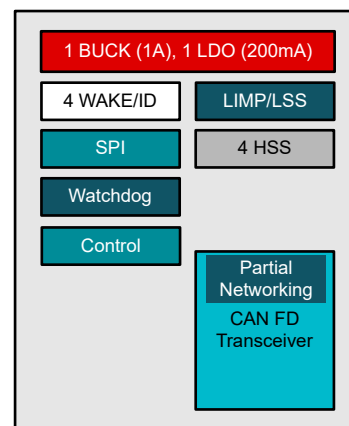 1 BUCK (1A), 1 LDO (200mA)
4 WAKE/ID
LIMP/LSS
SPI
4 HSS
Watchdog
Control
Partial
Networking
CAN FD
Transceiver